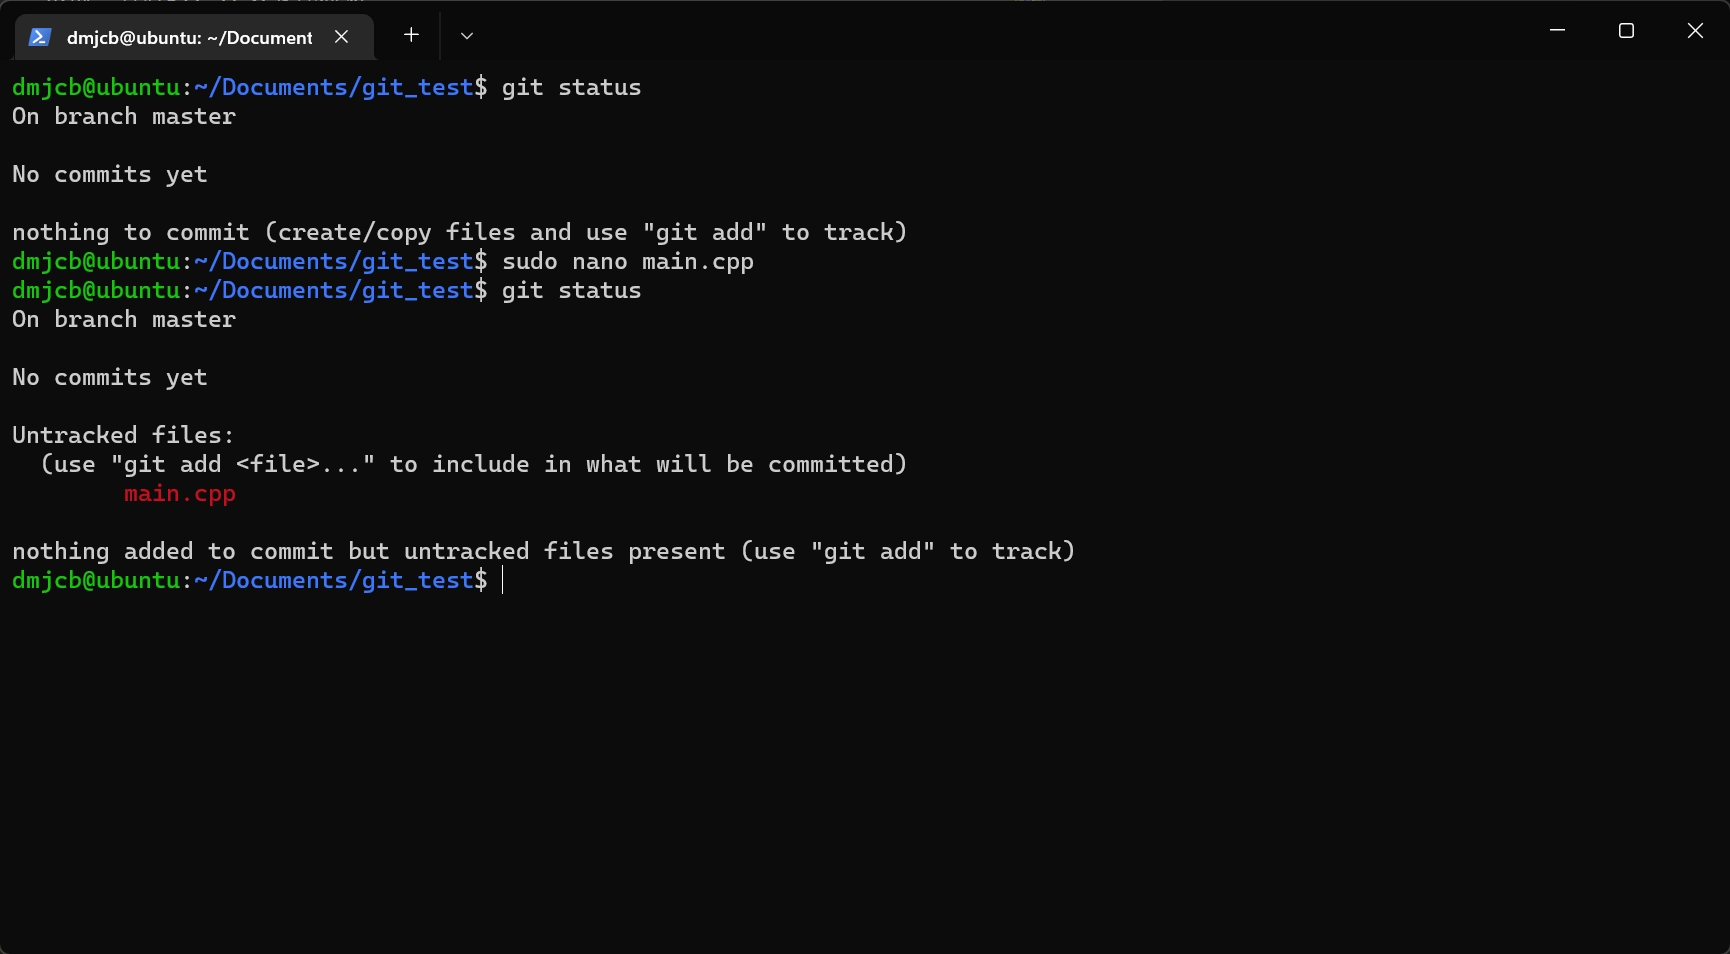 dmjcb@ubuntu: ~/Document
dmjcb@ubuntu:~/Documents/git_test$ git status
On branch master
No commits yet
nothing to commit (create/copy files and use "git add" to track)
dmjcb@ubuntu:~/Documents/git_test$ sudo nano main.cpp
dmjcb@ubuntu:~/Documents/git_test$ git status
On branch master
No commits yet
Untracked files:
  (use "git add <file>..." to include in what will be committed)
        main.cpp
nothing added to commit but untracked files present (use "git add" to track)
dmjcb@ubuntu:~/Documents/git_test$